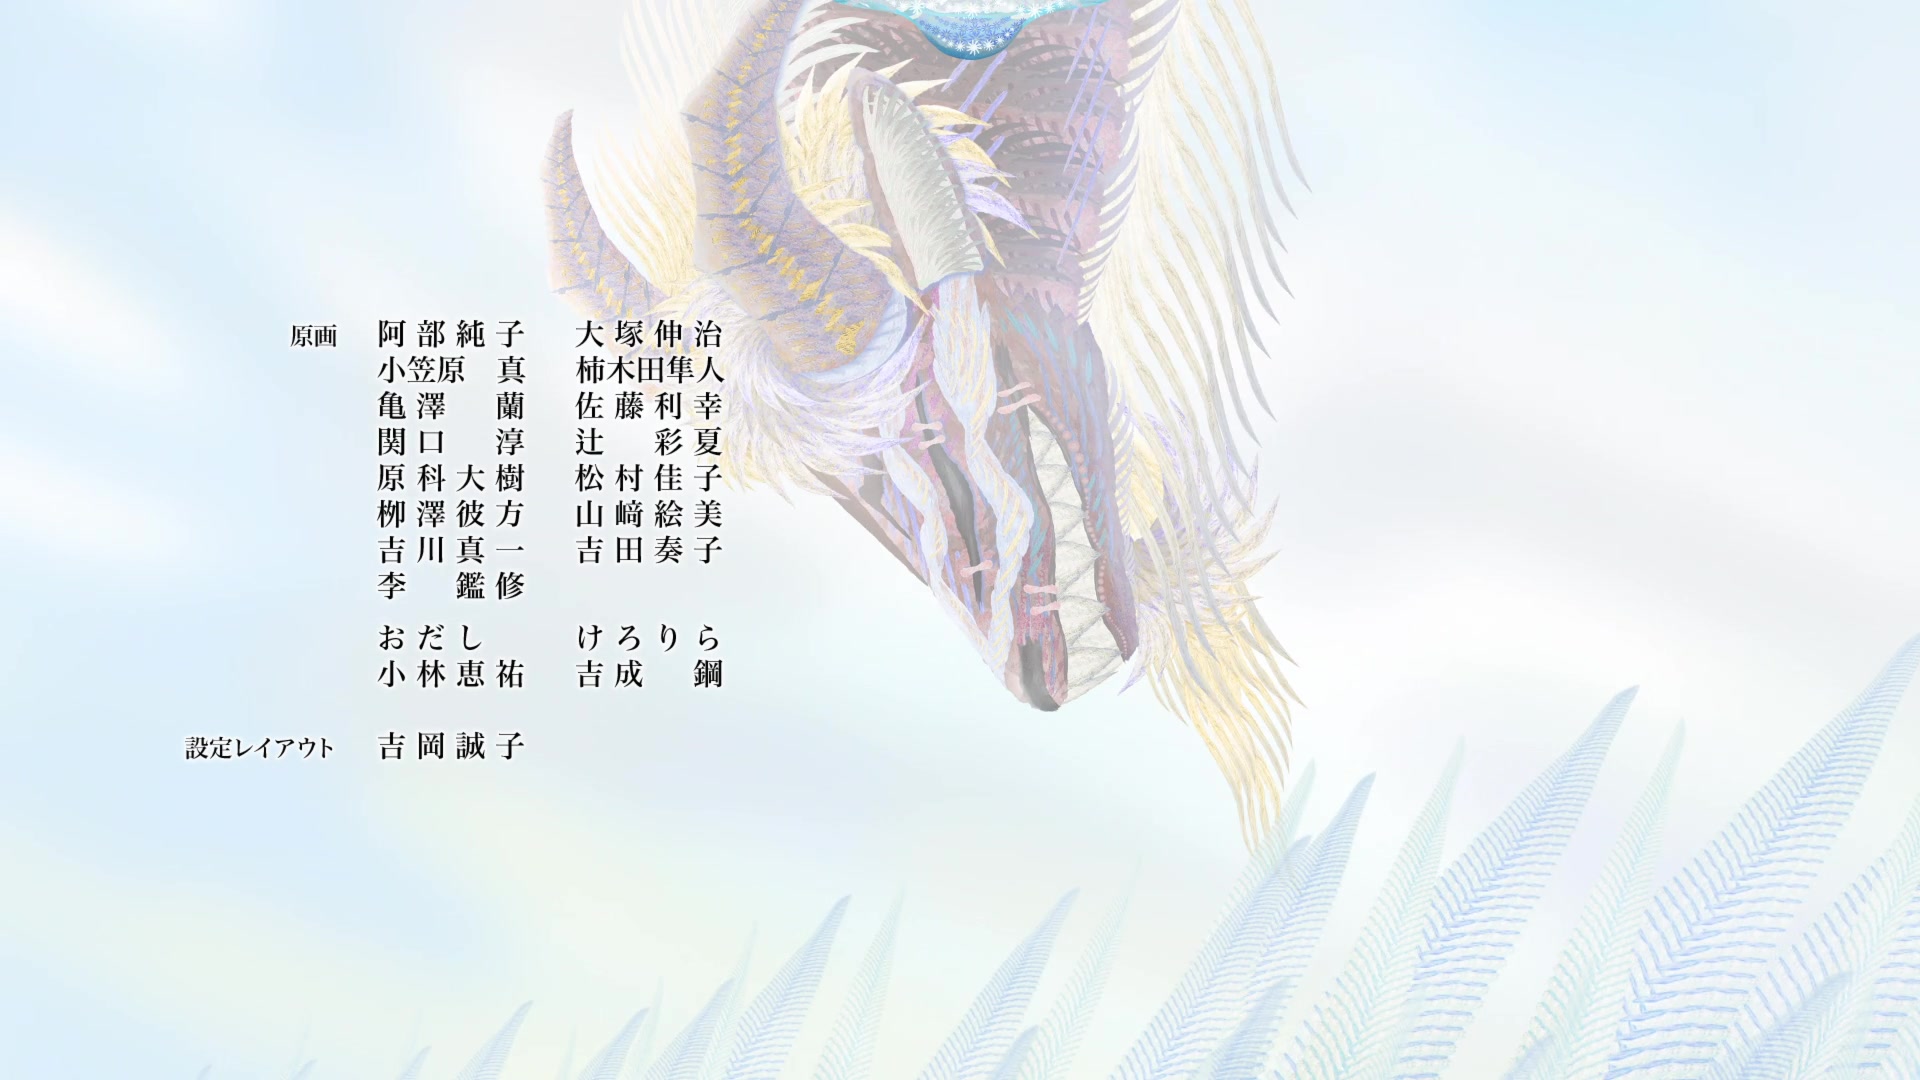 原画 阿部純子 大塚伸治
小笠原 真 柿木田隼人
亀澤 蘭 佐藤利幸
関口 淳 辻 彩夏
原科大樹 松村佳子
栁澤彼方 山﨑絵美
吉川真一 吉田奏子
李 鑑修
おだし けろりら
小林恵祐 吉成 鋼
設定レイアウト 吉岡誠子